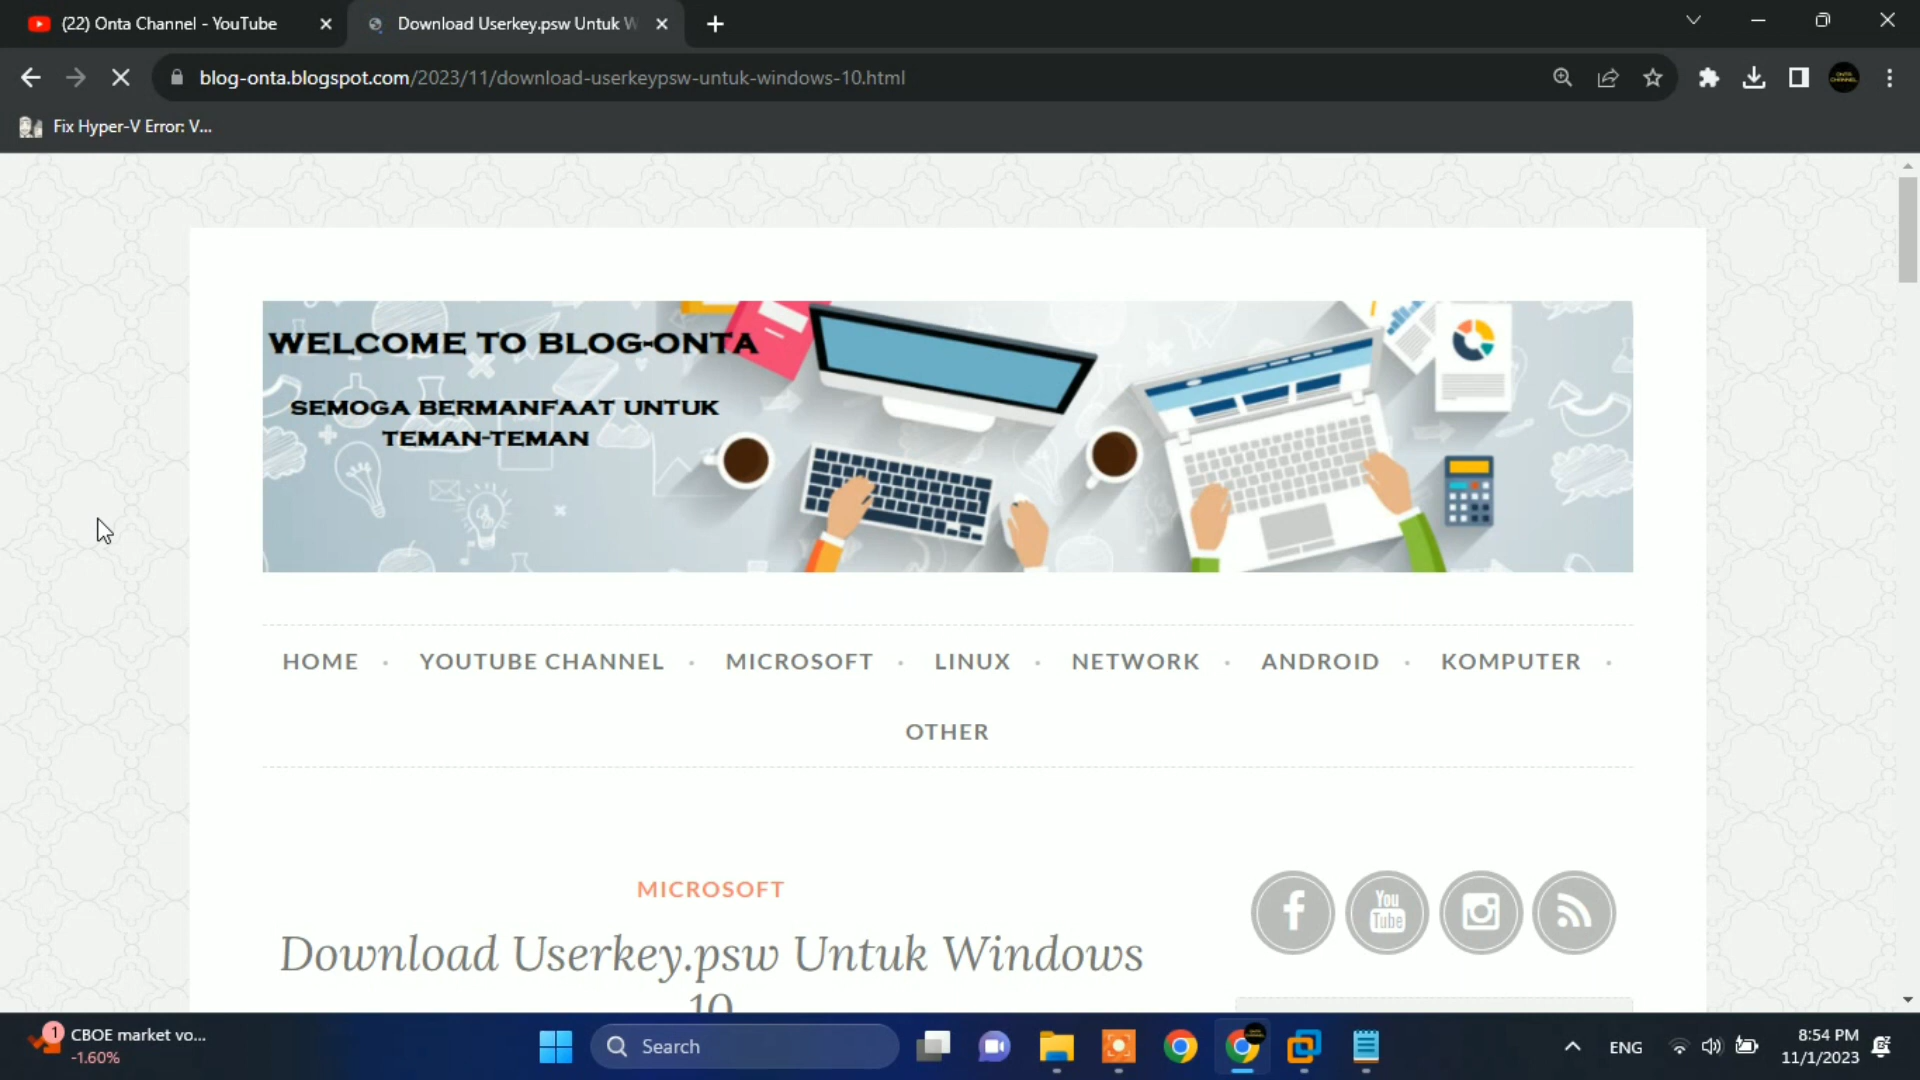 (22) Onta Channel - YouTube
Download Userkey.psw Untuk W
blog-onta.blogspot.com/2023/11/download-userkeypsw-untuk-windows-10.html
Fix Hyper-V Error: V...
WELCOME TO BLOG-ONTA
SEMOGA BERMANFAAT UNTUK
TEMAN-TEMAN
HOME · YOUTUBE CHANNEL · MICROSOFT · LINUX · NETWORK · ANDROID · KOMPUTER ·
OTHER
MICROSOFT
You
Tube
Download Userkey.psw Untuk Windows
10
1
CBOE market vo...
-1.60%
Search
ENG
8:54 PM
11/1/2023